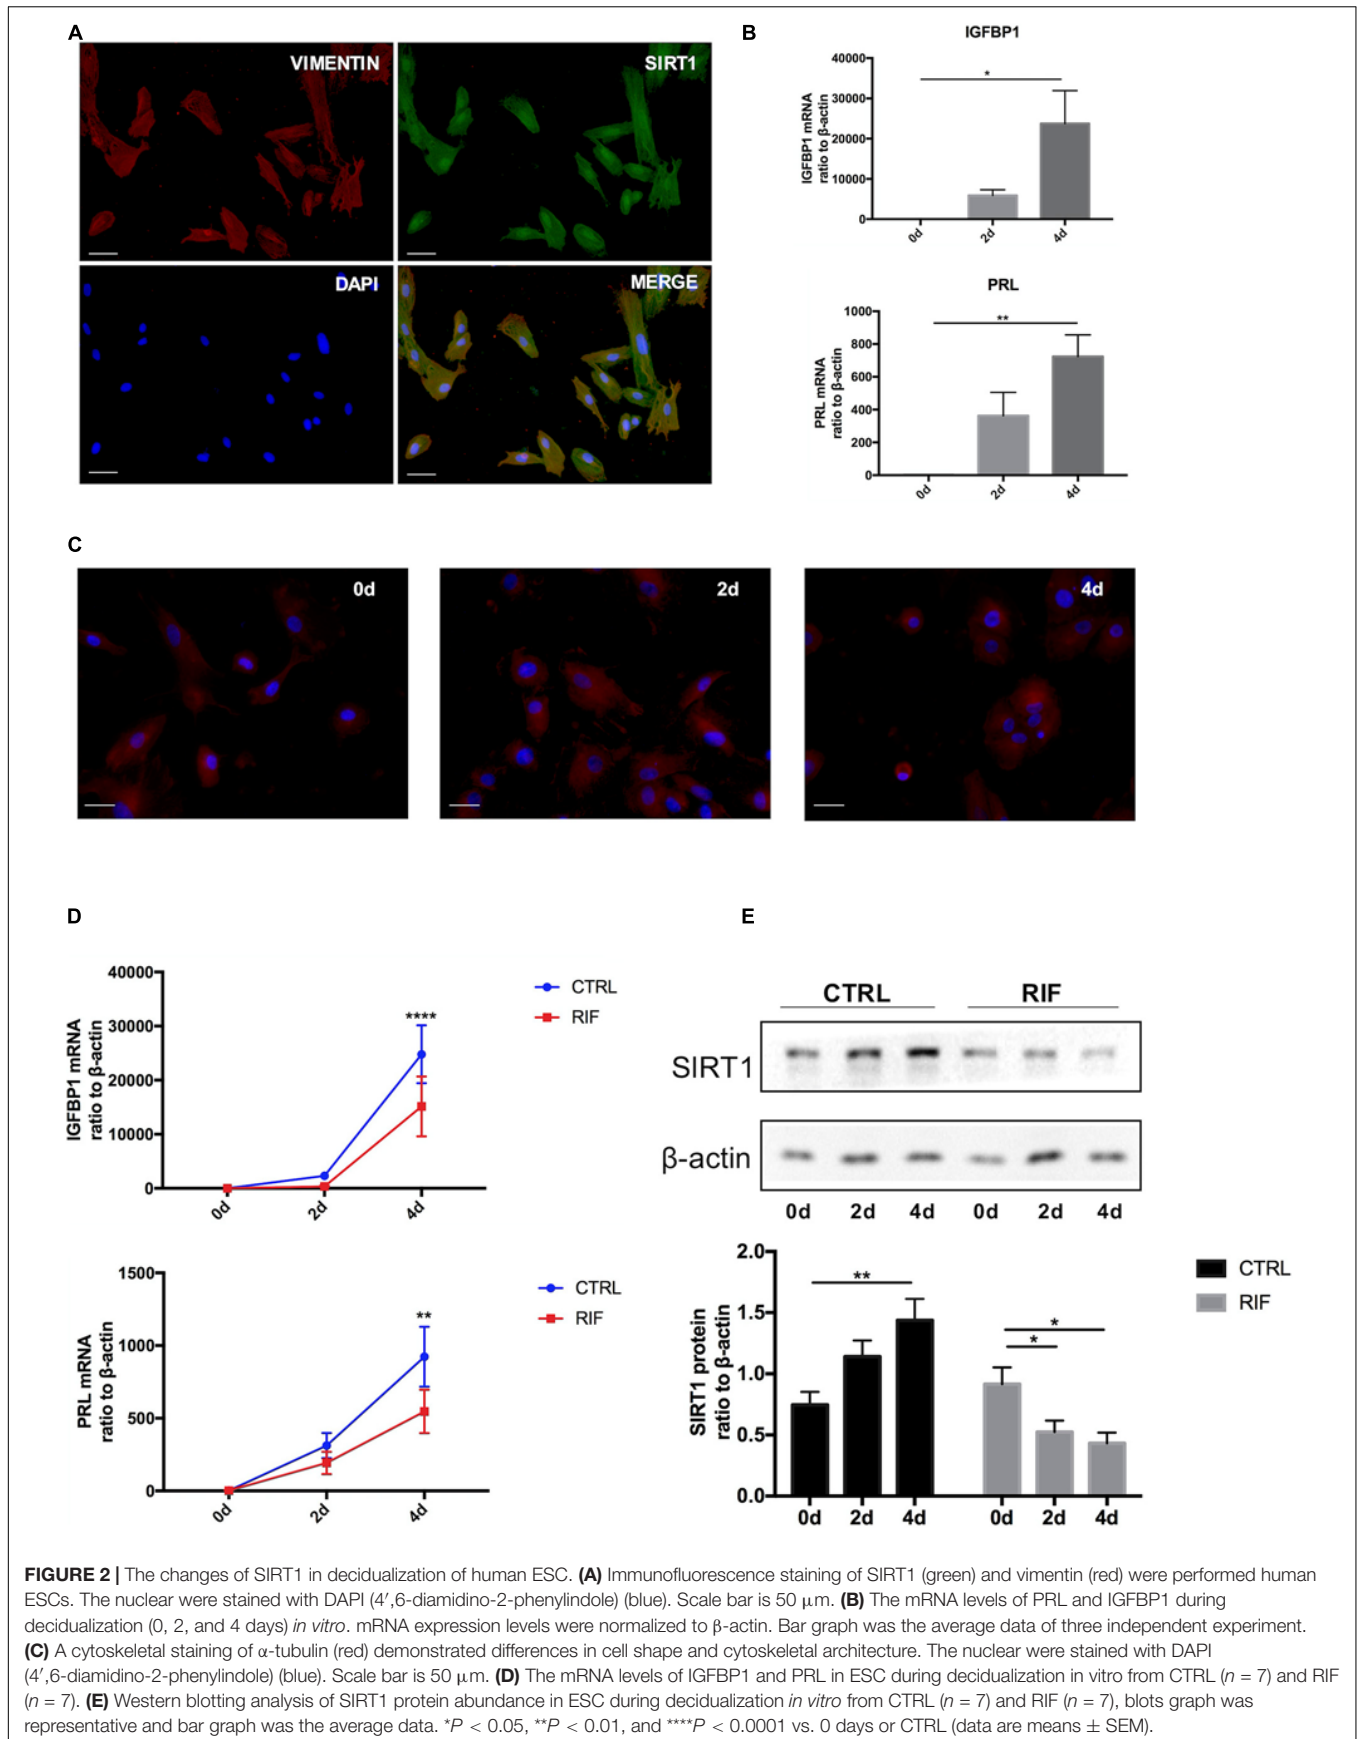 A
VIMENTIN
SIRT1
DAPI
MERGE
B
IGFBP1
IGFBP1 mRNA
ratio to β-actin
40000
30000
20000
10000
0
*
0d
2d
4d
PRL
PRL mRNA
ratio to β-actin
1000
800
600
400
200
0
**
0d
2d
4d
C
0d
2d
4d
D
IGFBP1 mRNA
ratio to β-actin
40000
30000
20000
10000
0
****
CTRL
RIF
0d
2d
4d
PRL mRNA
ratio to β-actin
1500
1000
500
0
**
CTRL
RIF
0d
2d
4d
E
CTRL RIF
SIRT1
β-actin
0d 2d 4d 0d 2d 4d
SIRT1 protein
ratio to β-actin
2.0
1.5
1.0
0.5
0.0
**
*
*
CTRL
RIF
0d 2d 4d 0d 2d 4d
FIGURE 2 | The changes of SIRT1 in decidualization of human ESC. (A) Immunofluorescence staining of SIRT1 (green) and vimentin (red) were performed human
ESCs. The nuclear were stained with DAPI (4′,6-diamidino-2-phenylindole) (blue). Scale bar is 50 μm. (B) The mRNA levels of PRL and IGFBP1 during
decidualization (0, 2, and 4 days) in vitro. mRNA expression levels were normalized to β-actin. Bar graph was the average data of three independent experiment.
(C) A cytoskeletal staining of α-tubulin (red) demonstrated differences in cell shape and cytoskeletal architecture. The nuclear were stained with DAPI
(4′,6-diamidino-2-phenylindole) (blue). Scale bar is 50 μm. (D) The mRNA levels of IGFBP1 and PRL in ESC during decidualization in vitro from CTRL (n = 7) and RIF
(n = 7). (E) Western blotting analysis of SIRT1 protein abundance in ESC during decidualization in vitro from CTRL (n = 7) and RIF (n = 7), blots graph was
representative and bar graph was the average data. *P < 0.05, **P < 0.01, and ****P < 0.0001 vs. 0 days or CTRL (data are means ± SEM).